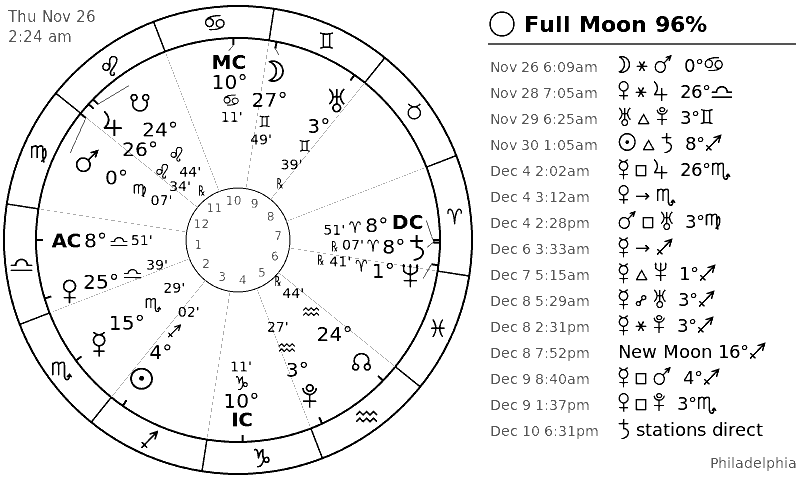 Thu Nov 26
2:24 am
MC
10°
♋
11'
☽
27°
♊
49'
♅
3°
♊
39'
℞
☋
24°
♌
44'
℞
♃
26°
♌
34'
♂
0°
♍
07'
AC 8° ♎ 51'
♀ 25° ♎ 39'
☿
15°
♏
29'
☉
4°
♐
02'
11'
♑
10°
IC
♇
3°
♒
27'
☊
24°
♒
44'
℞
51' ♈ 8° DC
℞ 07' ♈ 8° ♄
℞ 41' ♈ 1° ♆
1
2
3
4
5
6
7
8
9
10
11
12
♋
♊
♉
♈
♓
♒
♑
♐
♏
♎
♍
♌
Full Moon 96%
Nov 26 6:09am ☽ ⚹ ♂ 0°♋
Nov 28 7:05am ♀ ⚹ ♃ 26°♎
Nov 29 6:25am ♅ △ ♇ 3°♊
Nov 30 1:05am ☉ △ ♄ 8°♐
Dec 4 2:02am ☿ □ ♃ 26°♏
Dec 4 3:12am ♀ → ♏
Dec 4 2:28pm ♂ □ ♅ 3°♍
Dec 6 3:33am ☿ → ♐
Dec 7 5:15am ☿ △ ♆ 1°♐
Dec 8 5:29am ☿ ☍ ♅ 3°♐
Dec 8 2:31pm ☿ ⚹ ♇ 3°♐
Dec 8 7:52pm New Moon 16°♐
Dec 9 8:40am ☿ □ ♂ 4°♐
Dec 9 1:37pm ♀ □ ♇ 3°♏
Dec 10 6:31pm ♄ stations direct
Philadelphia